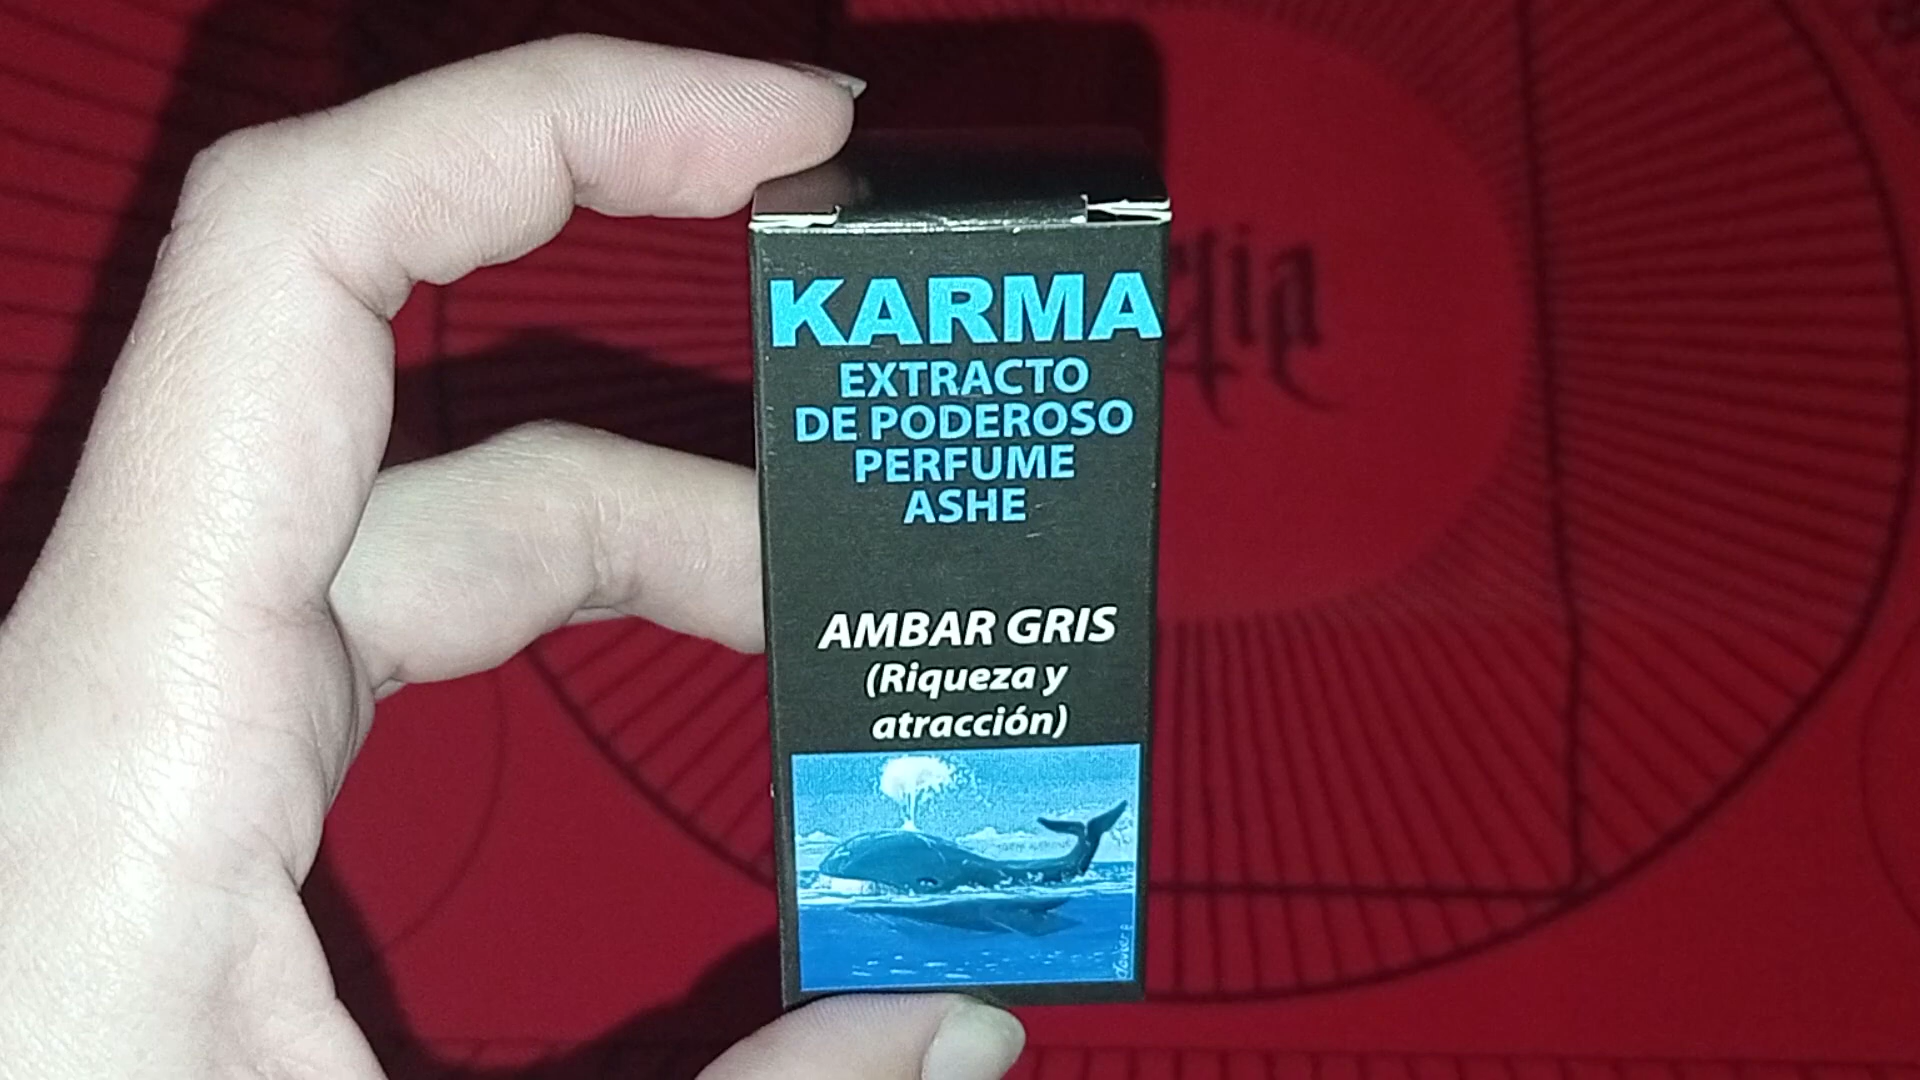 KARMA
EXTRACTO
DE PODEROSO
PERFUME
ASHE
AMBAR GRIS
(Riqueza y
atracción)